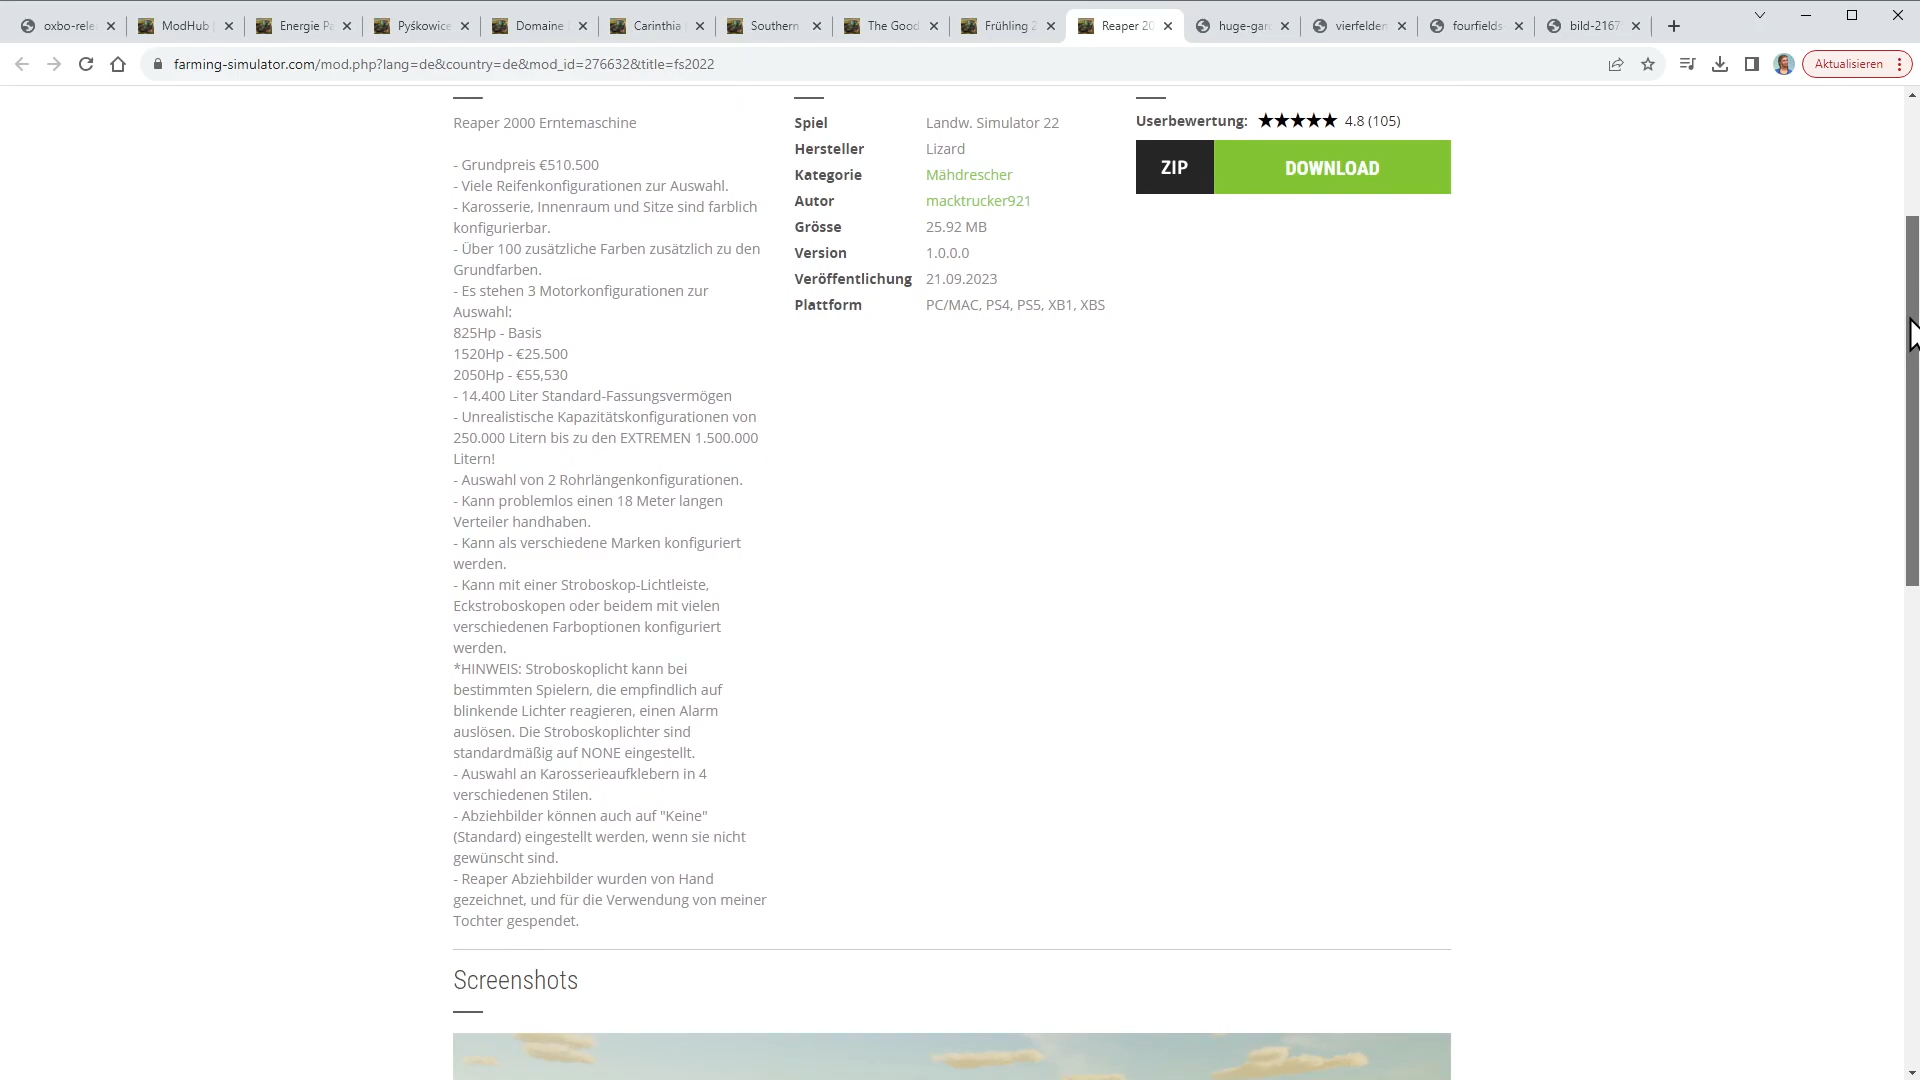 oxbo-rele
ModHub
Energie Pa
Pyśkowice
Domaine
Carinthia
Southern
The Good
Frühling 2
Reaper 20
huge-gard
vierfelden
fourfields-
bild-2167
farming-simulator.com/mod.php?lang=de&country=de&mod_id=276632&title=fs2022
Aktualisieren
Reaper 2000 Erntemaschine
- Grundpreis €510.500
- Viele Reifenkonfigurationen zur Auswahl.
- Karosserie, Innenraum und Sitze sind farblich
konfigurierbar.
- Über 100 zusätzliche Farben zusätzlich zu den
Grundfarben.
- Es stehen 3 Motorkonfigurationen zur
Auswahl:
825Hp - Basis
1520Hp - €25.500
2050Hp - €55,530
- 14.400 Liter Standard-Fassungsvermögen
- Unrealistische Kapazitätskonfigurationen von
250.000 Litern bis zu den EXTREMEN 1.500.000
Litern!
- Auswahl von 2 Rohrlängenkonfigurationen.
- Kann problemlos einen 18 Meter langen
Verteiler handhaben.
- Kann als verschiedene Marken konfiguriert
werden.
- Kann mit einer Stroboskop-Lichtleiste,
Eckstroboskopen oder beidem mit vielen
verschiedenen Farboptionen konfiguriert
werden.
*HINWEIS: Stroboskoplicht kann bei
bestimmten Spielern, die empfindlich auf
blinkende Lichter reagieren, einen Alarm
auslösen. Die Stroboskoplichter sind
standardmäßig auf NONE eingestellt.
- Auswahl an Karosserieaufklebern in 4
verschiedenen Stilen.
- Abziehbilder können auch auf "Keine"
(Standard) eingestellt werden, wenn sie nicht
gewünscht sind.
- Reaper Abziehbilder wurden von Hand
gezeichnet, und für die Verwendung von meiner
Tochter gespendet.
Spiel Landw. Simulator 22
Hersteller Lizard
Kategorie Mähdrescher
Autor macktrucker921
Grösse 25.92 MB
Version 1.0.0.0
Veröffentlichung 21.09.2023
Plattform PC/MAC, PS4, PS5, XB1, XBS
Userbewertung: ★★★★★ 4.8 (105)
ZIP DOWNLOAD
Screenshots